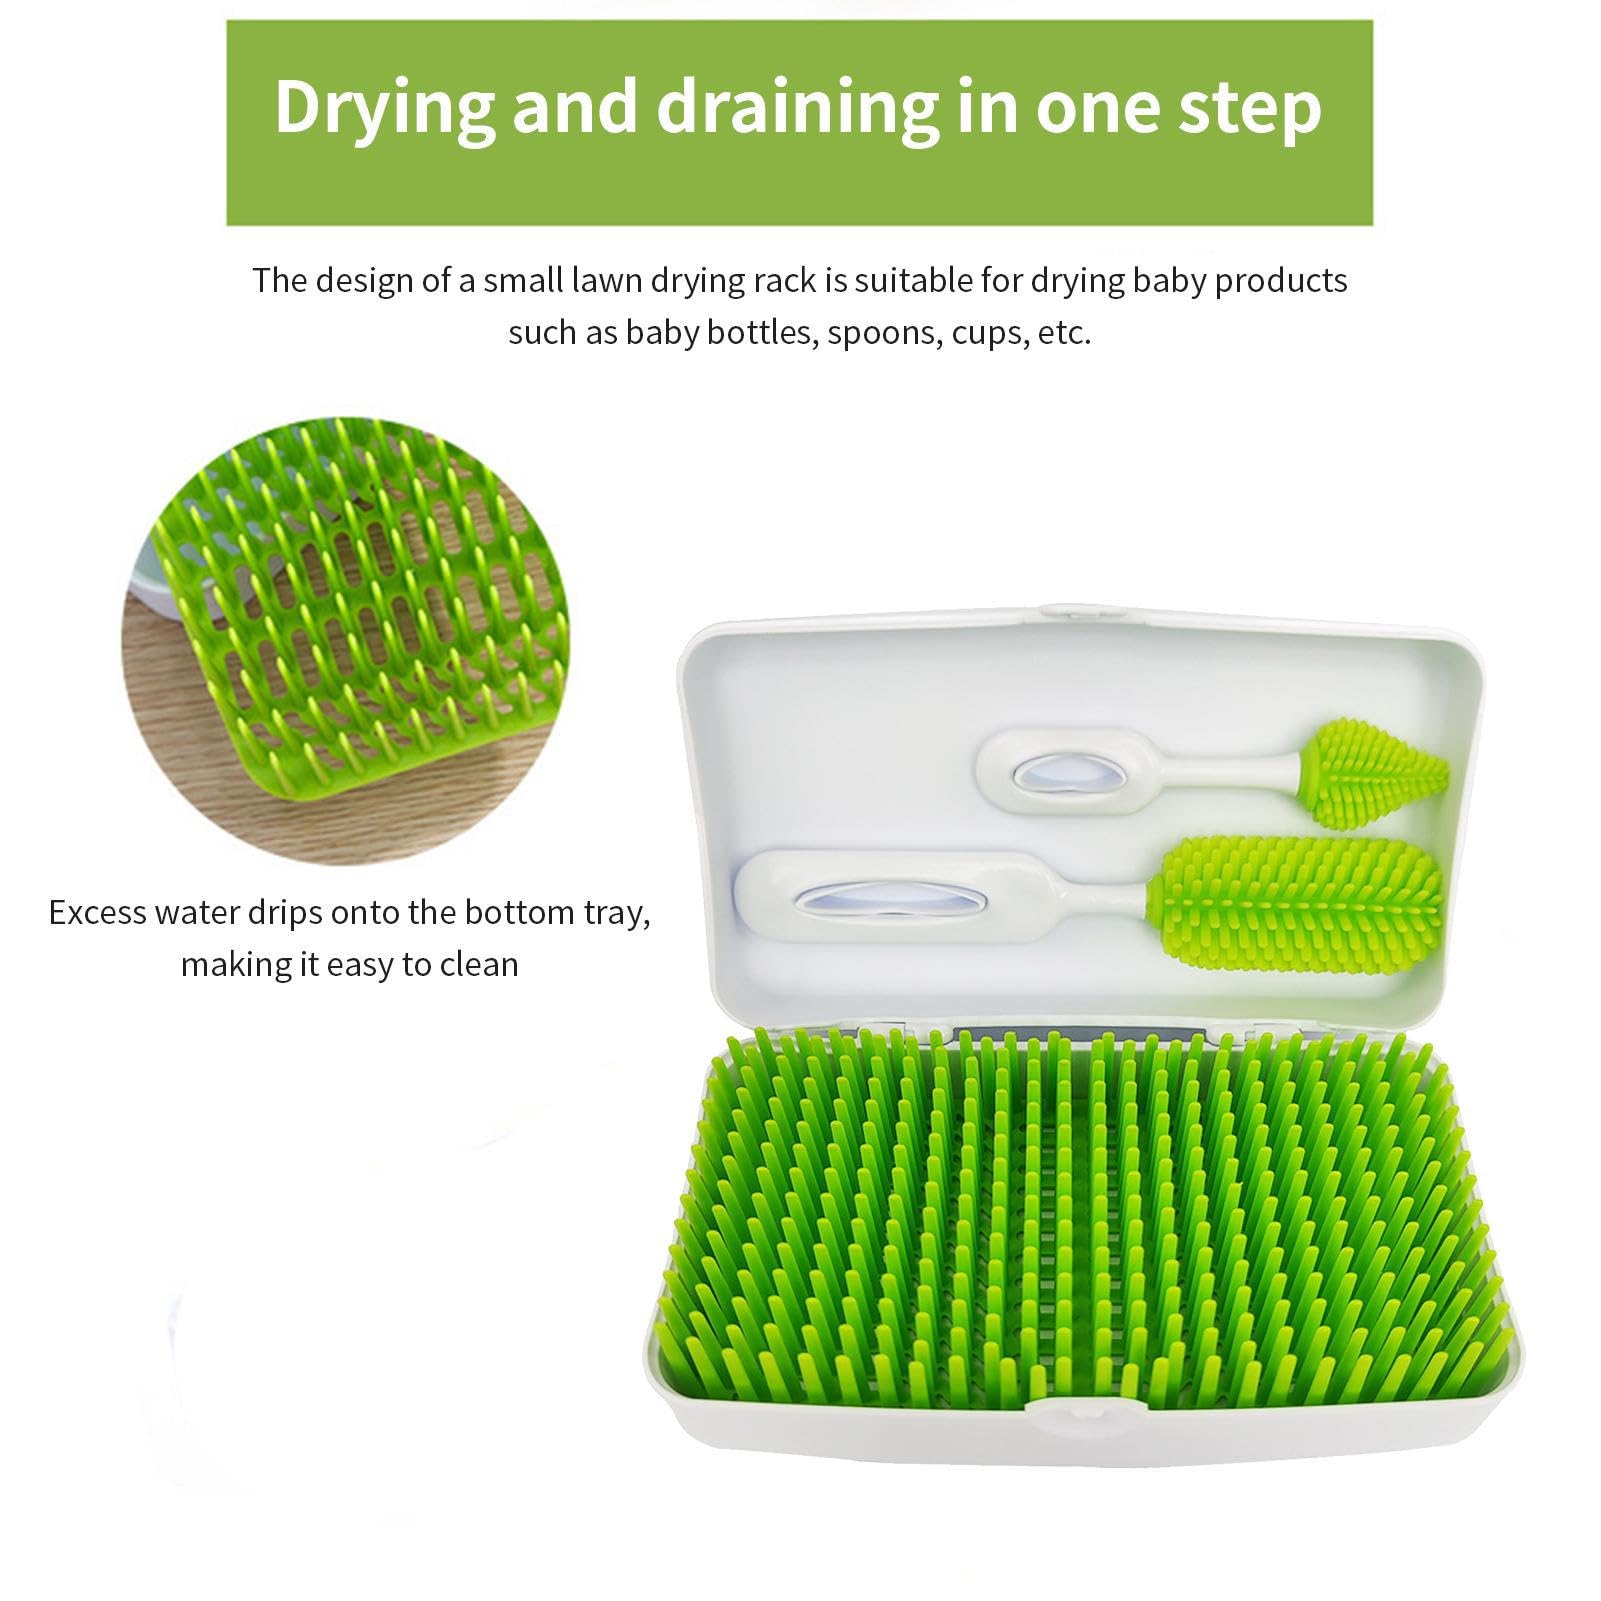 Drying and draining in one step
The design of a small lawn drying rack is suitable for drying baby products
such as baby bottles, spoons, cups, etc.
Excess water drips onto the bottom tray,
making it easy to clean